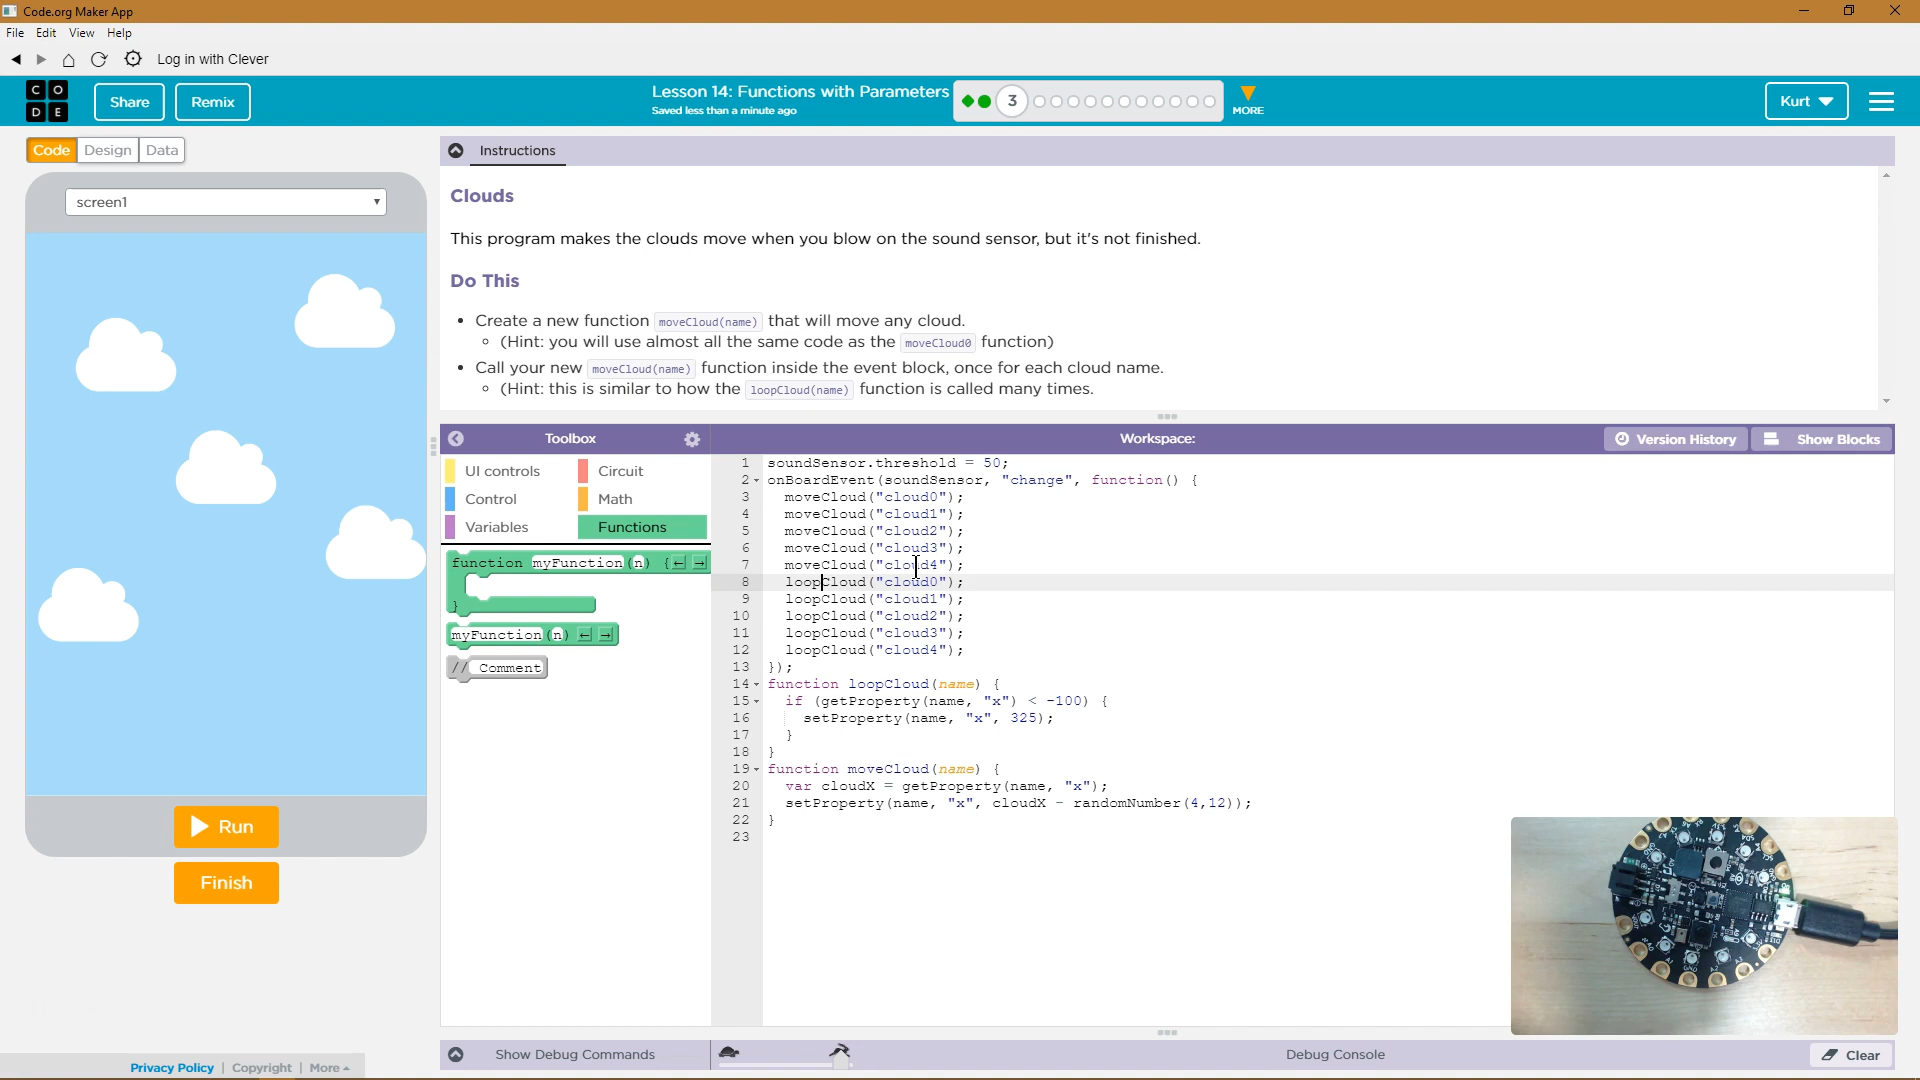 Code.org Maker App
File Edit View Help
Log in with Clever
C O D E
Share
Remix
Lesson 14: Functions with Parameters
Saved less than a minute ago
3
MORE
Kurt
Code Design Data
screen1
Run
Finish
Instructions
Clouds
This program makes the clouds move when you blow on the sound sensor, but it's not finished.
Do This
• Create a new function moveCloud(name) that will move any cloud.
(Hint: you will use almost all the same code as the moveCloud0 function)
• Call your new moveCloud(name) function inside the event block, once for each cloud name.
(Hint: this is similar to how the loopCloud(name) function is called many times.
Toolbox
Workspace:
Version History
Show Blocks
UI controls
Circuit
Control
Math
Variables
Functions
function myFunction(n) {
}
myFunction(n)
// Comment
1 soundSensor.threshold = 50;
2 onBoardEvent(soundSensor, "change", function() {
3 moveCloud("cloud0");
4 moveCloud("cloud1");
5 moveCloud("cloud2");
6 moveCloud("cloud3");
7 moveCloud("cloud4");
8 loopCloud("cloud0");
9 loopCloud("cloud1");
10 loopCloud("cloud2");
11 loopCloud("cloud3");
12 loopCloud("cloud4");
13 });
14 function loopCloud(name) {
15 if (getProperty(name, "x") < -100) {
16 setProperty(name, "x", 325);
17 }
18 }
19 function moveCloud(name) {
20 var cloudX = getProperty(name, "x");
21 setProperty(name, "x", cloudX - randomNumber(4,12));
22 }
23
Show Debug Commands
Debug Console
Clear
Privacy Policy | Copyright | More